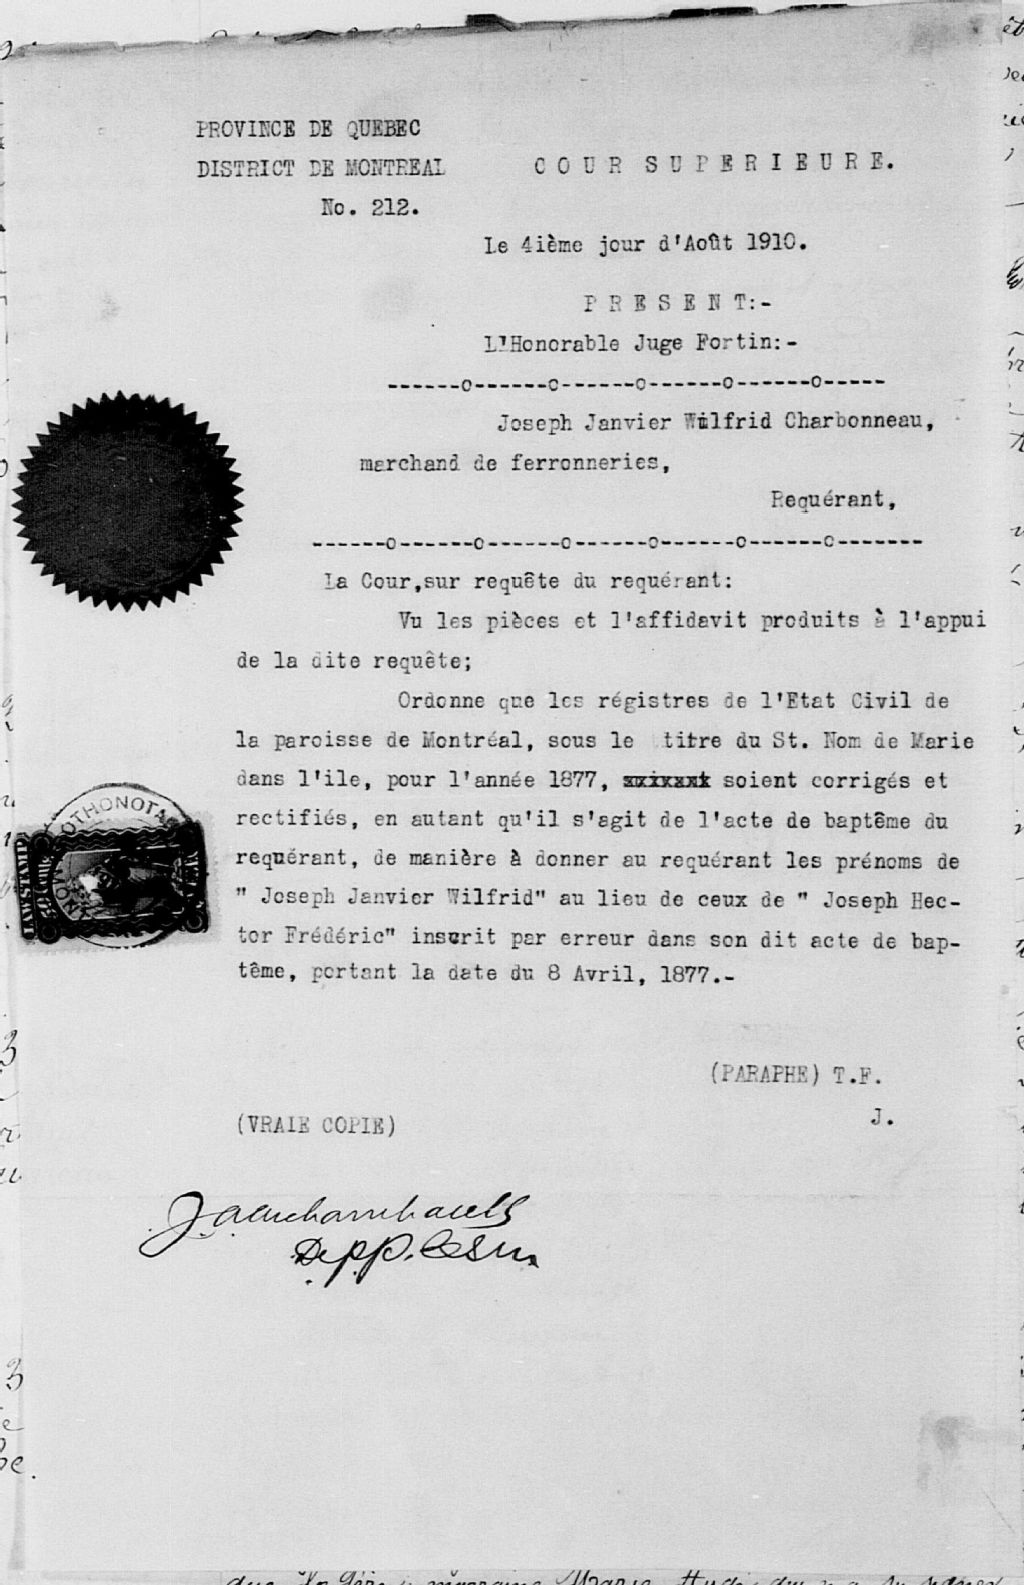 PROVINCE DE QUEBEC
DISTRICT DE MONTREAL
COUR SUPERIEURE.
No. 212.
Le 4ième jour d'Août 1910.
PRESENT:-
L'Honorable Juge Fortin:-
------o------o------o------o------o-----
Joseph Janvier Wilfrid Charbonneau,
marchand de ferronneries,
Requérant,
------o------o------o------o------o------o-------
La Cour,sur requête du requérant:
Vu les pièces et l'affidavit produits à l'appui
de la dite requête;
Ordonne que les régistres de l'Etat Civil de
la paroisse de Montréal, sous le titre du St. Nom de Marie
dans l'ile, pour l'année 1877, soient corrigés et
rectifiés, en autant qu'il s'agit de l'acte de baptême du
requérant, de manière à donner au requérant les prénoms de
" Joseph Janvier Wilfrid" au lieu de ceux de " Joseph Hec-
tor Frédéric" inscrit par erreur dans son dit acte de bap-
tême, portant la date du 8 Avril, 1877.-
(PARAPHE) T.F.
J.
(VRAIE COPIE)
Dep